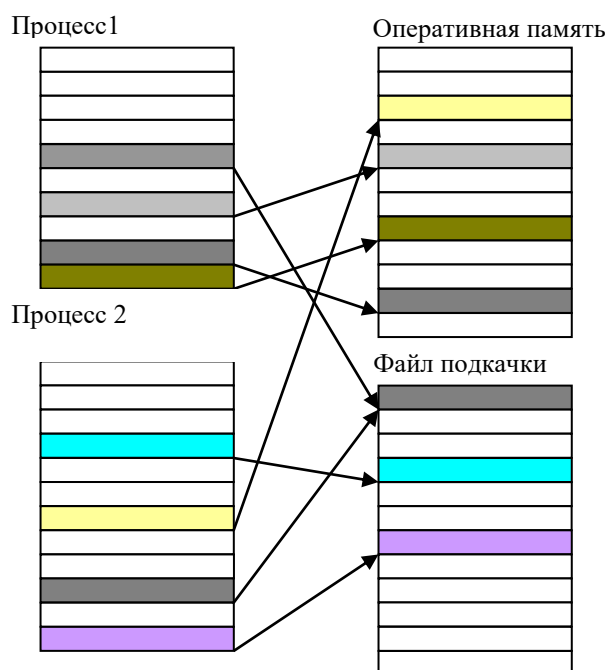 Процесс1
Оперативная память
Процесс 2
Файл подкачки